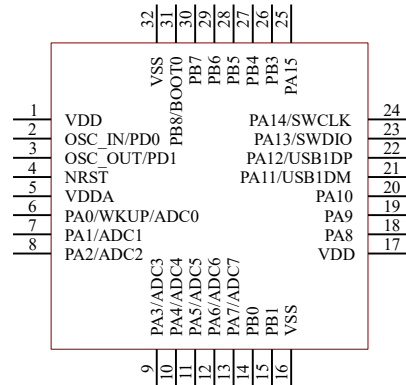 32
31
30
29
28
27
26
25
VSS
PB8/BOOT0
PB7
PB6
PB5
PB4
PB3
PA15
1 VDD
2 OSC_IN/PD0
3 OSC_OUT/PD1
4 NRST
5 VDDA
6 PA0/WKUP/ADC0
7 PA1/ADC1
8 PA2/ADC2
PA14/SWCLK 24
PA13/SWDIO 23
PA12/USB1DP 22
PA11/USB1DM 21
PA10 20
PA9 19
PA8 18
VDD 17
PA3/ADC3
PA4/ADC4
PA5/ADC5
PA6/ADC6
PA7/ADC7
PB0
PB1
VSS
9
10
11
12
13
14
15
16